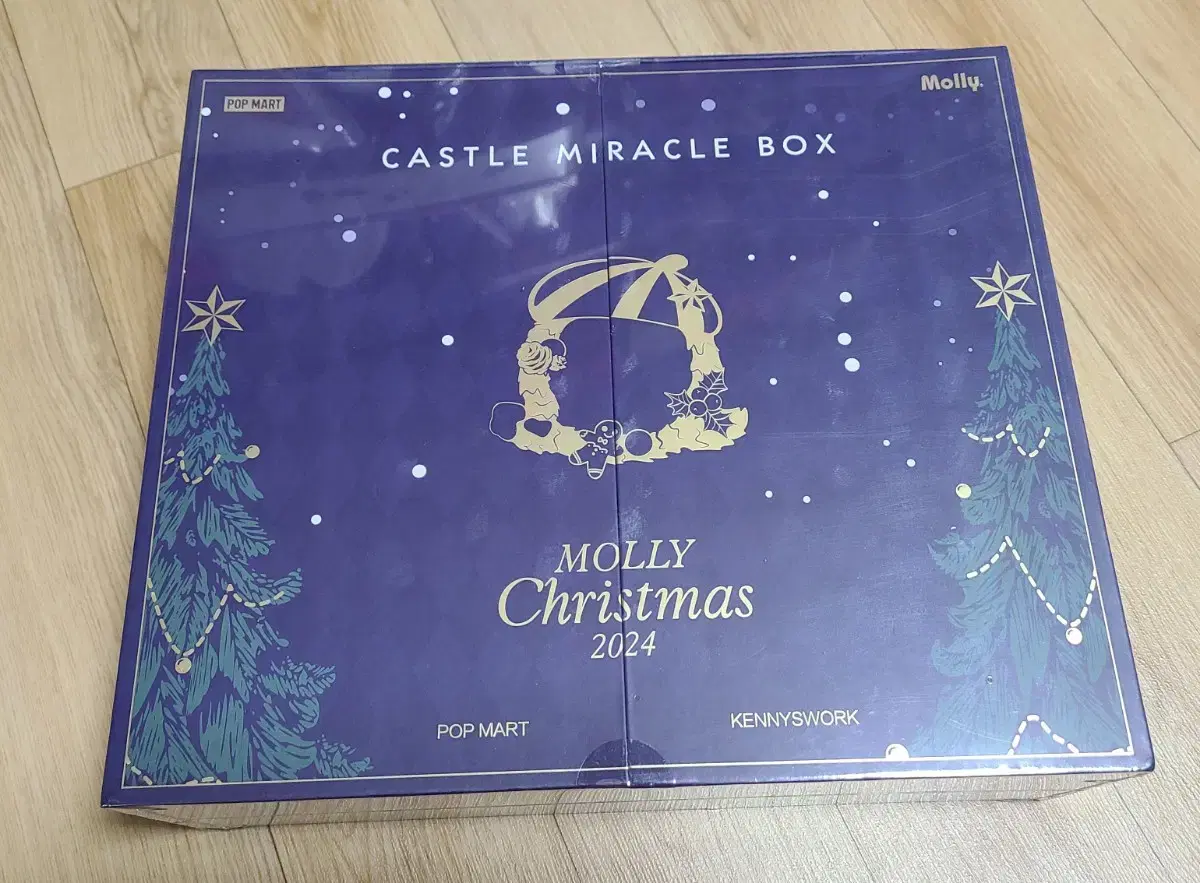 POP MART
Molly.
CASTLE MIRACLE BOX
MOLLY
Christmas
2024
POP MART
KENNYSWORK